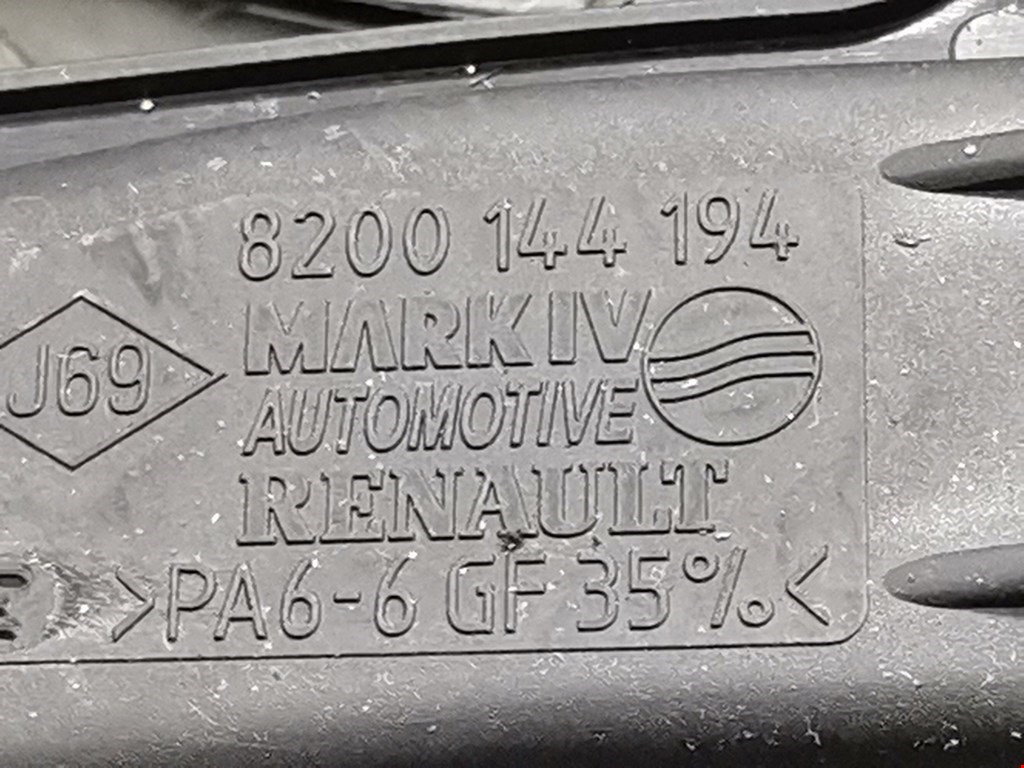 8200 144 194
J69
MARK IV
AUTOMOTIVE
RENAULT
>PA6-6 GF 35%<